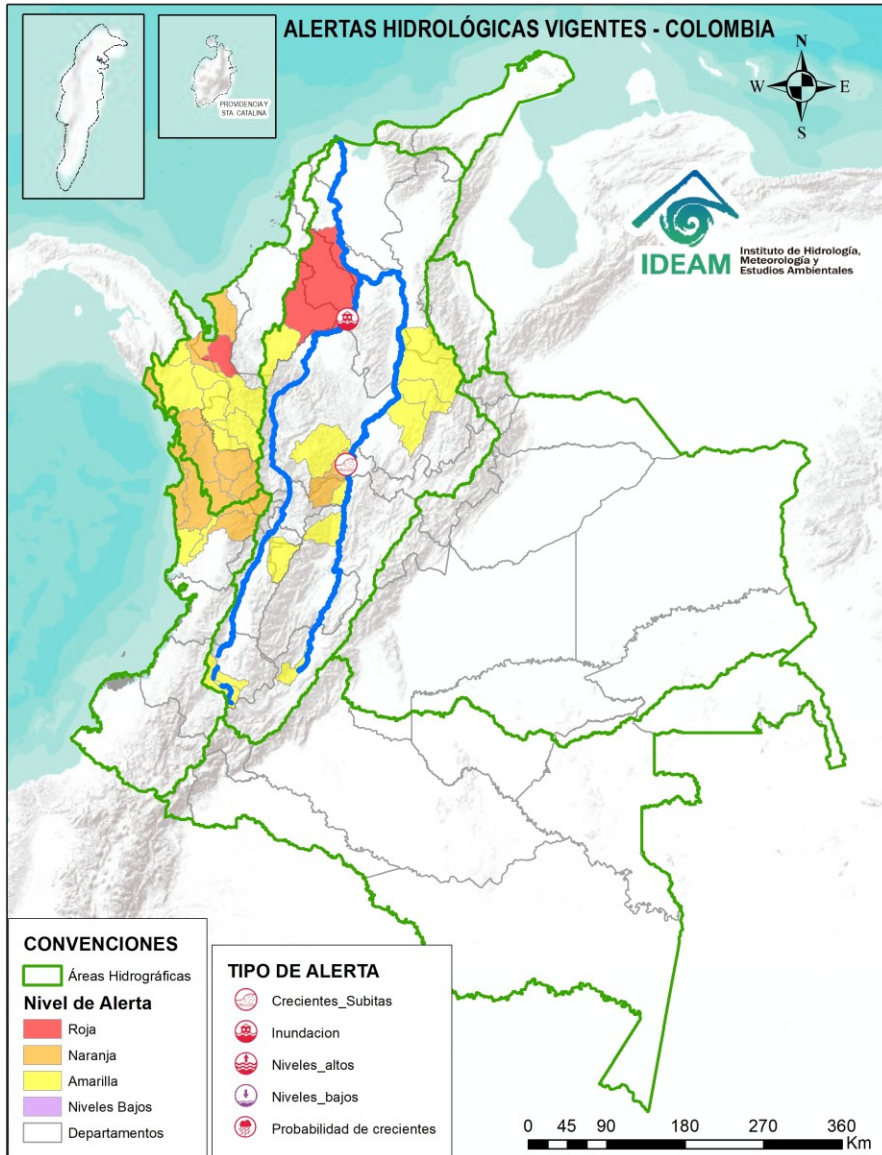 ALERTAS HIDROLÓGICAS VIGENTES - COLOMBIA
PROVIDENCIA Y
STA. CATALINA
N
W
E
S
IDEAM
Instituto de Hidrología,
Meteorología y
Estudios Ambientales
CONVENCIONES
Áreas Hidrográficas
Nivel de Alerta
Roja
Naranja
Amarilla
Niveles Bajos
Departamentos
TIPO DE ALERTA
Crecientes_Subitas
Inundacion
Niveles_altos
Niveles_bajos
Probabilidad de crecientes
0 45 90 180 270 360
Km